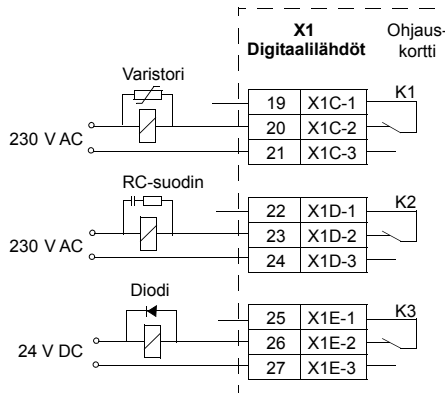 X1
Digitaalilähdöt
Ohjaus-
kortti
Varistori
230 V AC
19 X1C-1 K1
20 X1C-2
21 X1C-3
RC-suodin
230 V AC
22 X1D-1 K2
23 X1D-2
24 X1D-3
Diodi
24 V DC
25 X1E-1 K3
26 X1E-2
27 X1E-3